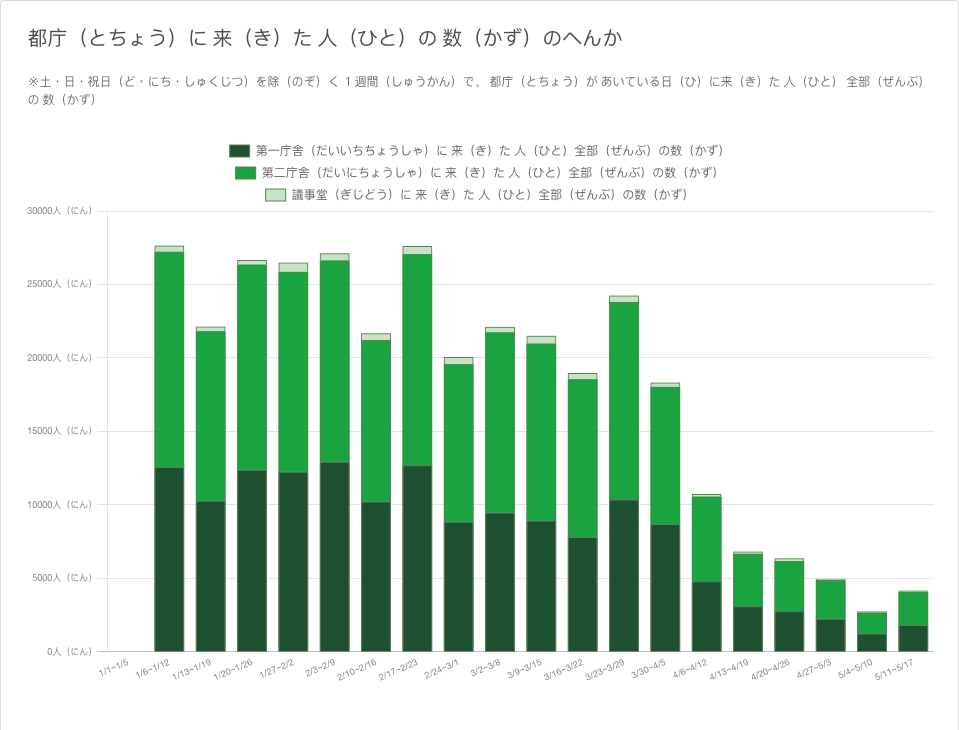 都庁（とちょう）に 来（き）た 人（ひと）の 数（かず）のへんか
※土・日・祝日（ど・にち・しゅくじつ）を除（のぞ）く 1 週間（しゅうかん）で、 都庁（とちょう）が あいている日（ひ）に来（き）た 人（ひと） 全部（ぜんぶ）
の 数（かず）
第一庁舎（だいいちちょうしゃ）に 来（き）た 人（ひと）全部（ぜんぶ）の数（かず）
第二庁舎（だいにちょうしゃ）に 来（き）た 人（ひと）全部（ぜんぶ）の数（かず）
議事堂（ぎじどう）に 来（き）た 人（ひと）全部（ぜんぶ）の数（かず）
30000人（にん）
25000人（にん）
20000人（にん）
15000人（にん）
10000人（にん）
5000人（にん）
0人（にん）
1/1~1/5
1/6~1/12
1/13~1/19
1/20~1/26
1/27~2/2
2/3~2/9
2/10~2/16
2/17~2/23
2/24~3/1
3/2~3/8
3/9~3/15
3/16~3/22
3/23~3/29
3/30~4/5
4/6~4/12
4/13~4/19
4/20~4/26
4/27~5/3
5/4~5/10
5/11~5/17